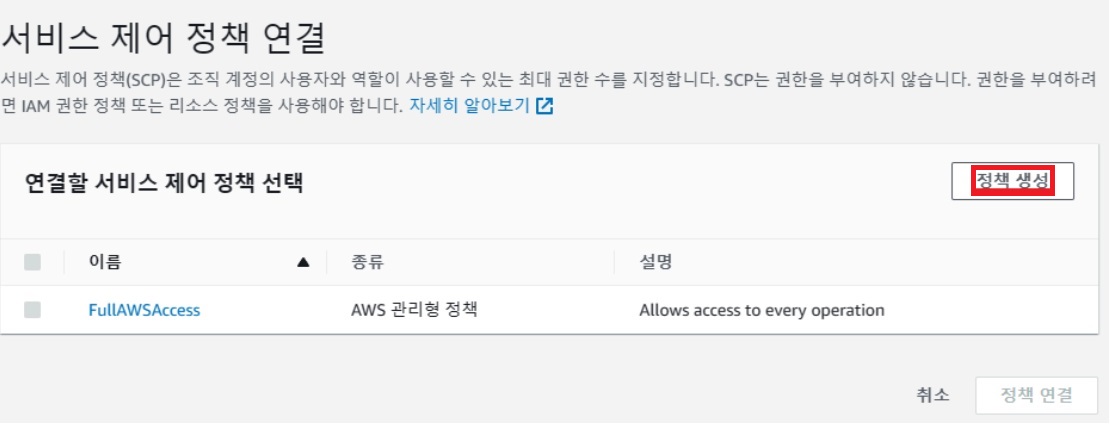 서비스 제어 정책 연결
서비스 제어 정책(SCP)은 조직 계정의 사용자와 역할이 사용할 수 있는 최대 권한 수를 지정합니다. SCP는 권한을 부여하지 않습니다. 권한을 부여하려
면 IAM 권한 정책 또는 리소스 정책을 사용해야 합니다. 자세히 알아보기
연결할 서비스 제어 정책 선택
정책 생성
이름 종류 설명
FullAWSAccess AWS 관리형 정책 Allows access to every operation
취소 정책 연결